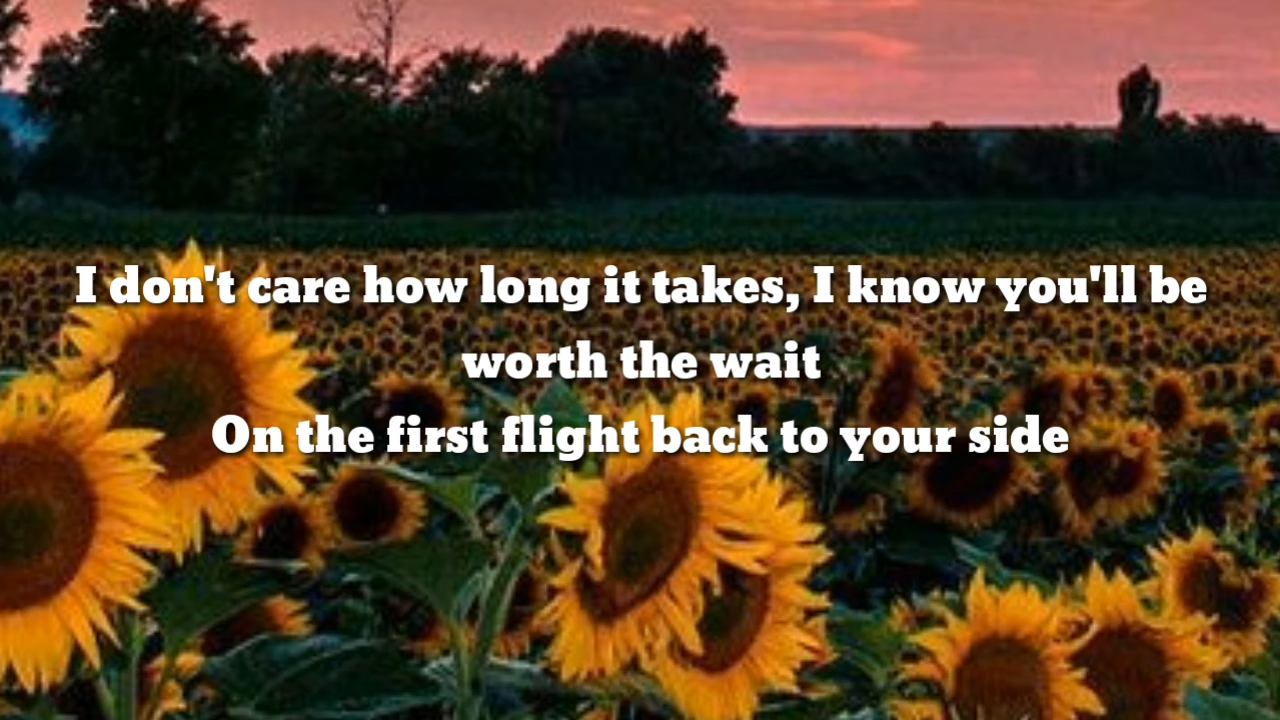 I don't care how long it takes, I know you'll be
worth the wait
On the first flight back to your side